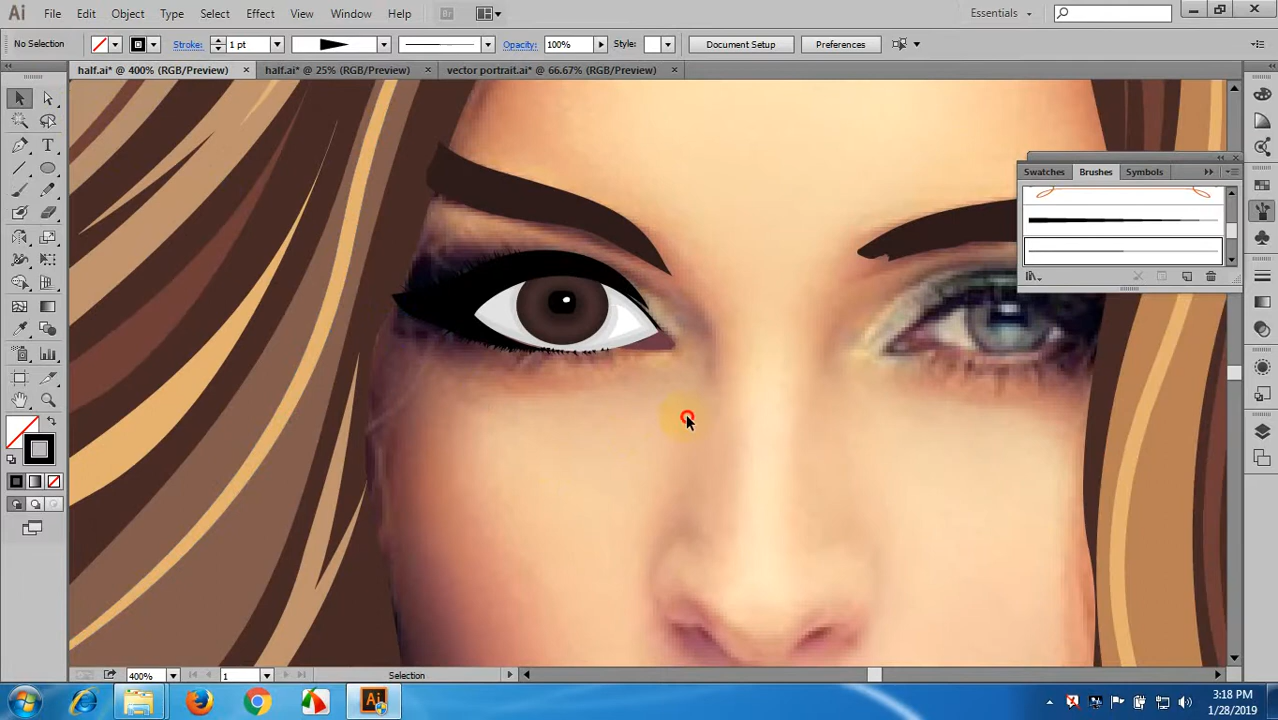 Ai File Edit Object Type Select Effect View Window Help Br Essentials
No Selection Stroke: 1 pt Opacity: 100% Style: Document Setup Preferences
half.ai* @ 400% (RGB/Preview) × half.ai* @ 25% (RGB/Preview) × vector portrait.ai* @ 66.67% (RGB/Preview) ×
Swatches Brushes Symbols
400% 1 Selection
3:18 PM
1/28/2019